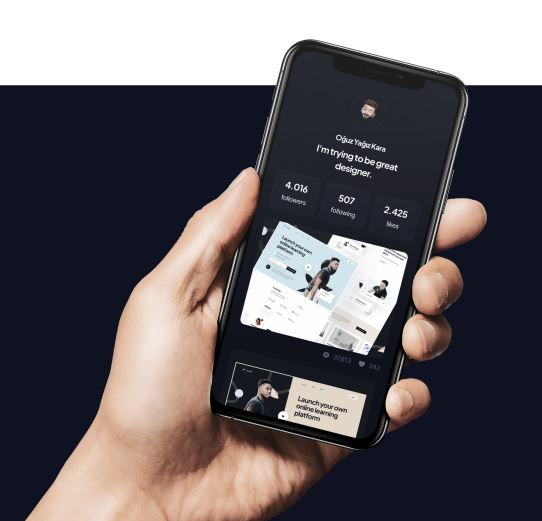 Oğuz Yağız Kara
I'm trying to be great
designer.
4.016
followers
507
following
2.425
likes
Launch your own
online learning
platform
37,613
342
Launch your own
online learning
platform